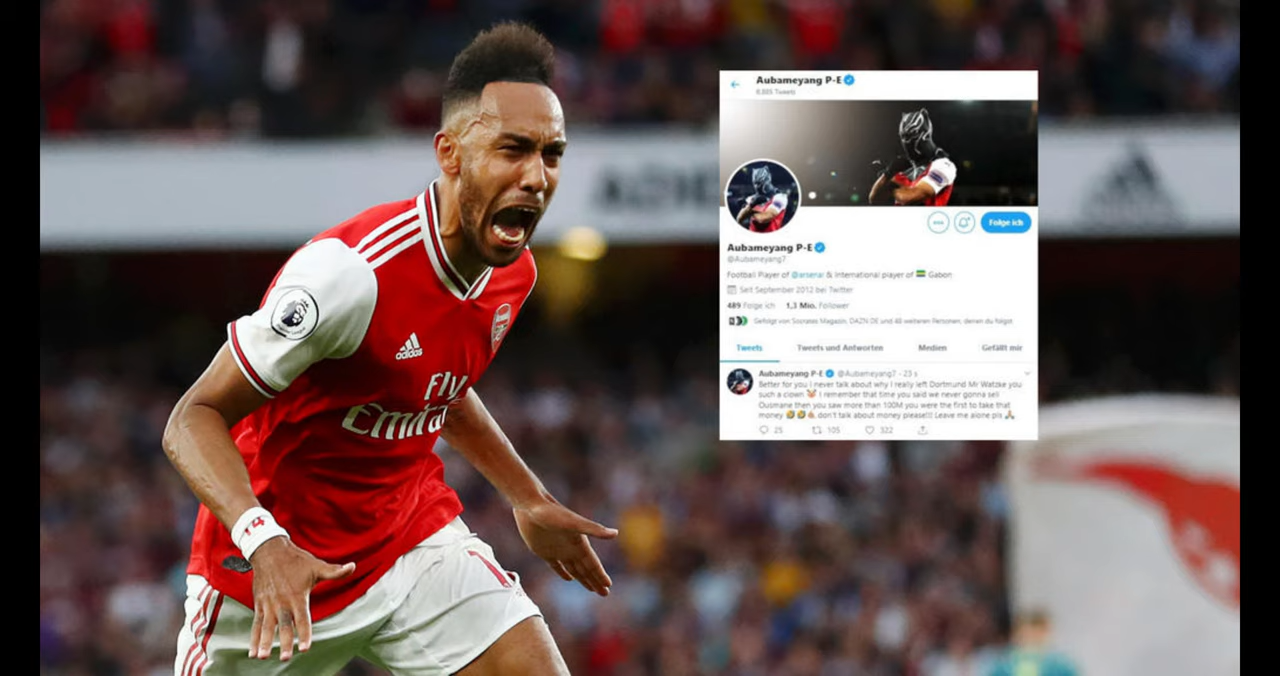 Aubameyang P-E
8.885 Tweets
Folge ich
Aubameyang P-E
@Aubameyang7
Football Player of @arsenal & International player of Gabon
Seit September 2012 bei Twitter
489 Folge ich 1,3 Mio. Follower
Gefolgt von Socrates Magazin, DAZN DE und 48 weiteren Personen, denen du folgst
Tweets Tweets und Antworten Medien Gefällt mir
Aubameyang P-E @Aubameyang7 · 23 s
Better for you I never talk about why I really left Dortmund Mr Watzke you
such a clown 🤡 I remember that time you said we never gonna sell
Ousmane then you saw more than 100M you were the first to take that
money 🤣🤣 don't talk about money please!!! Leave me alone pls 🙏🏽
25 105 322
adidas
Fly
Emirates
Arsenal
14